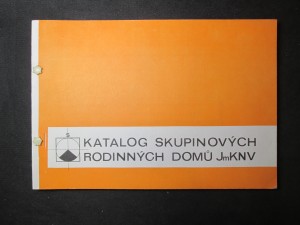 S
KATALOG SKUPINOVÝCH
RODINNÝCH DOMŮ JmKNV